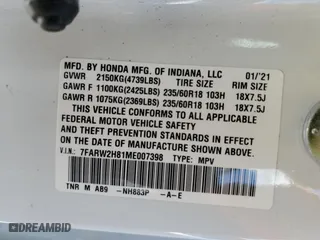 MFD. BY HONDA MFG. OF INDIANA, LLC 01/'21
GVWR 2150KG(4739LBS) TIRE SIZE RIM SIZE
GAWR F 1100KG(2425LBS) 235/60R18 103H 18X7.5J
GAWR R 1075KG(2369LBS) 235/60R18 103H 18X7.5J
THIS VEHICLE CONFORMS TO ALL APPLICABLE
FEDERAL MOTOR VEHICLE SAFETY
AND THEFT PREVENTION STANDARDS IN EFFECT
ON THE DATE OF MANUFACTURE SHOWN ABOVE.
V.I.N.: 7FARW2H81ME007398 TYPE: MPV
TNR M AB9 -NH883P -A-E
© DREAMBID
DREAMBID.COM